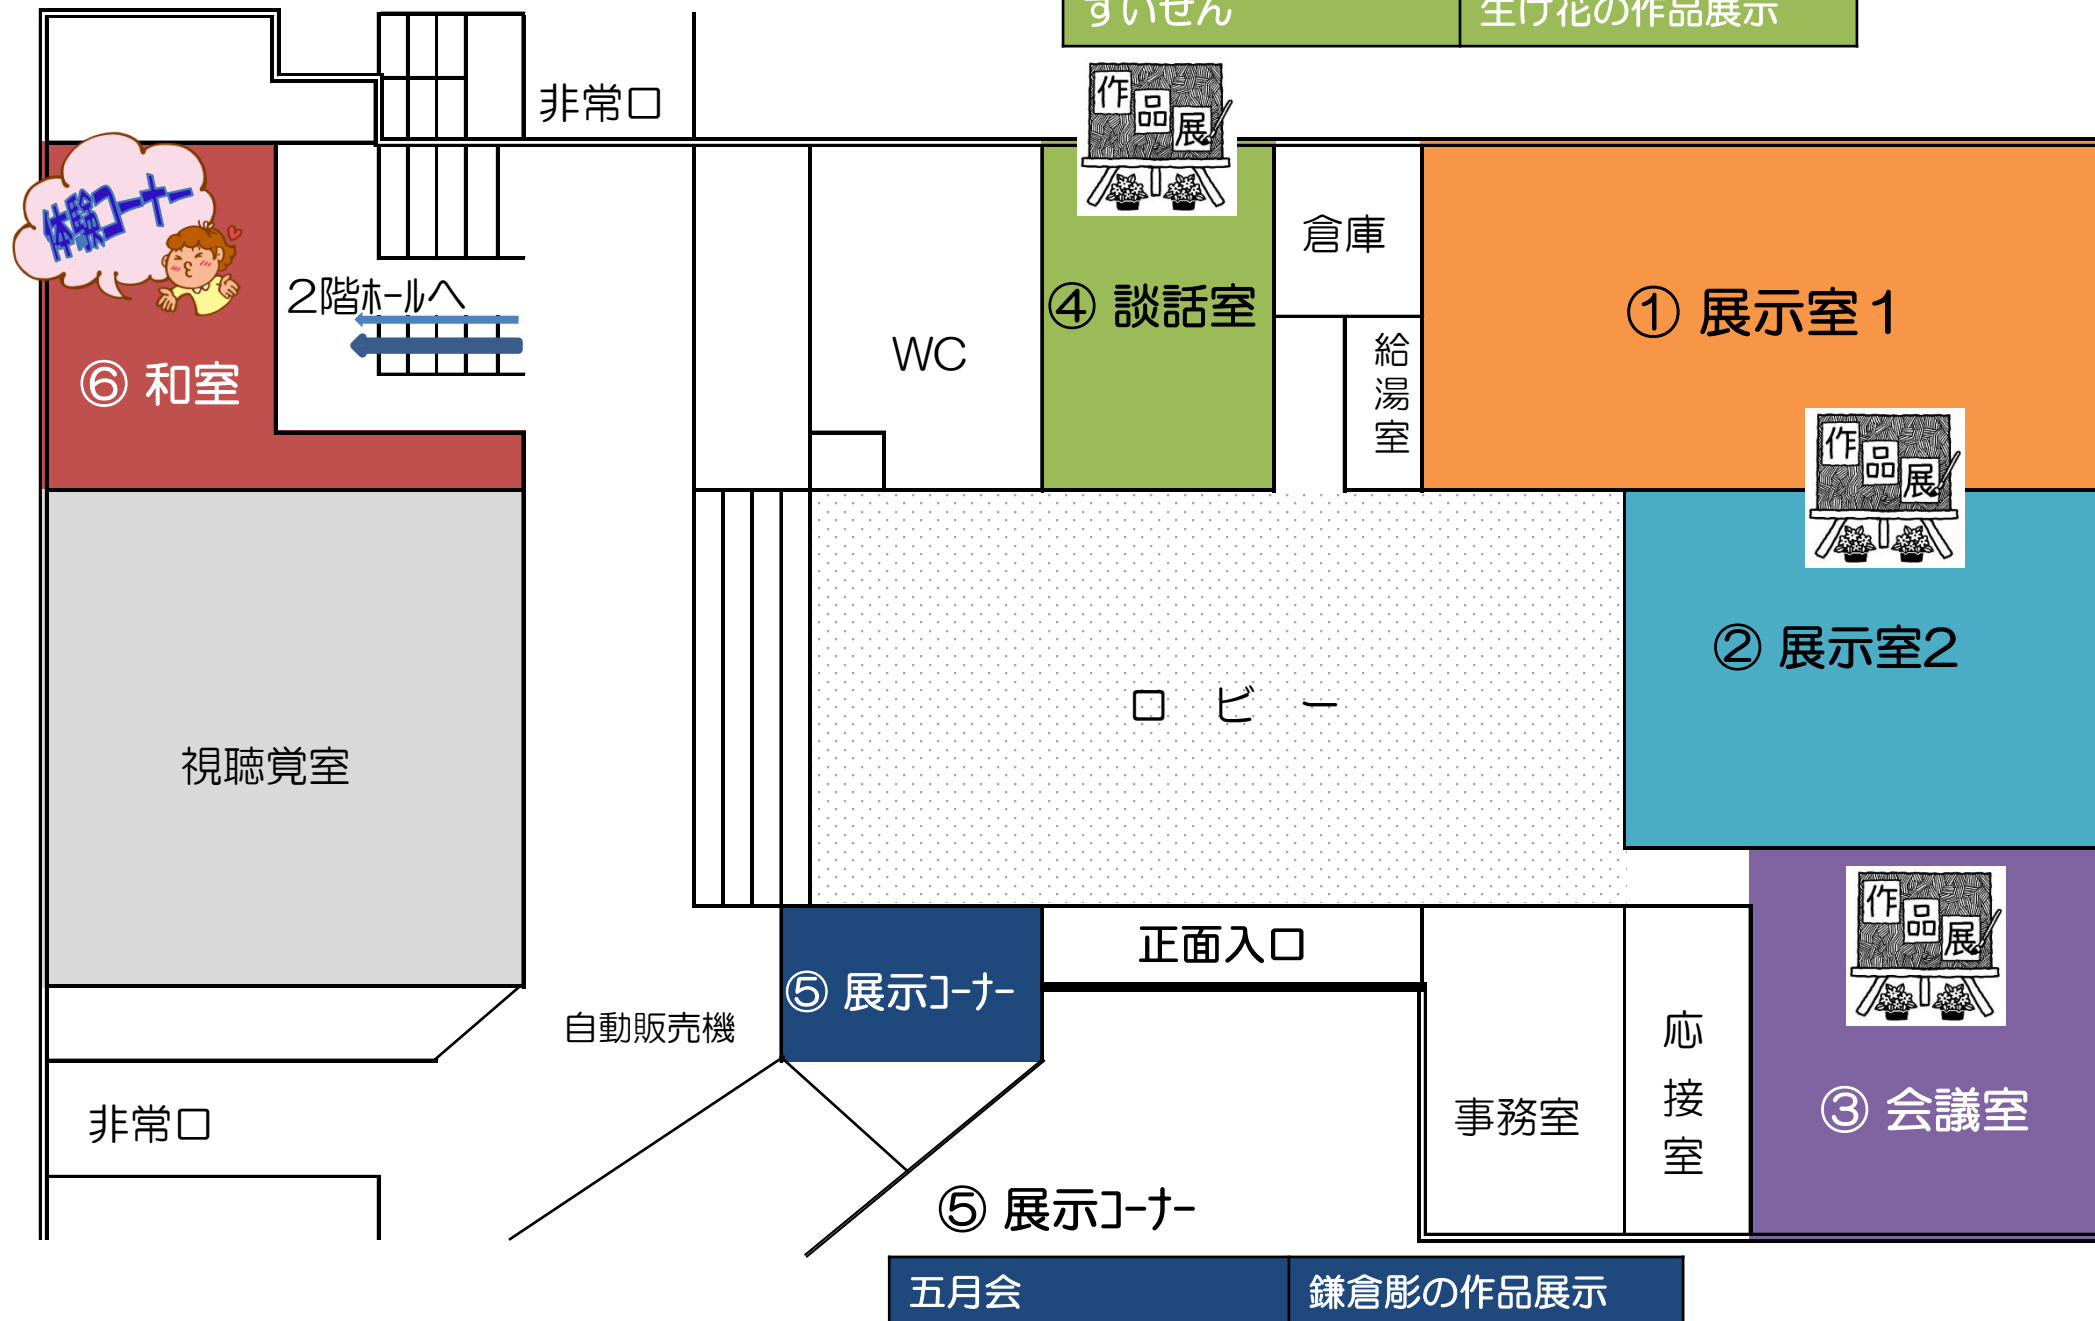 すいせん 生け花の作品展示
作品展
非常口
体験コーナー
倉庫
2階ホールへ
④ 談話室
① 展示室1
WC
給湯室
⑥ 和室
作品展
② 展示室2
ロビー
視聴覚室
作品展
正面入口
⑤ 展示コーナー
自動販売機
応接室
事務室
③ 会議室
非常口
⑤ 展示コーナー
五月会 鎌倉彫の作品展示